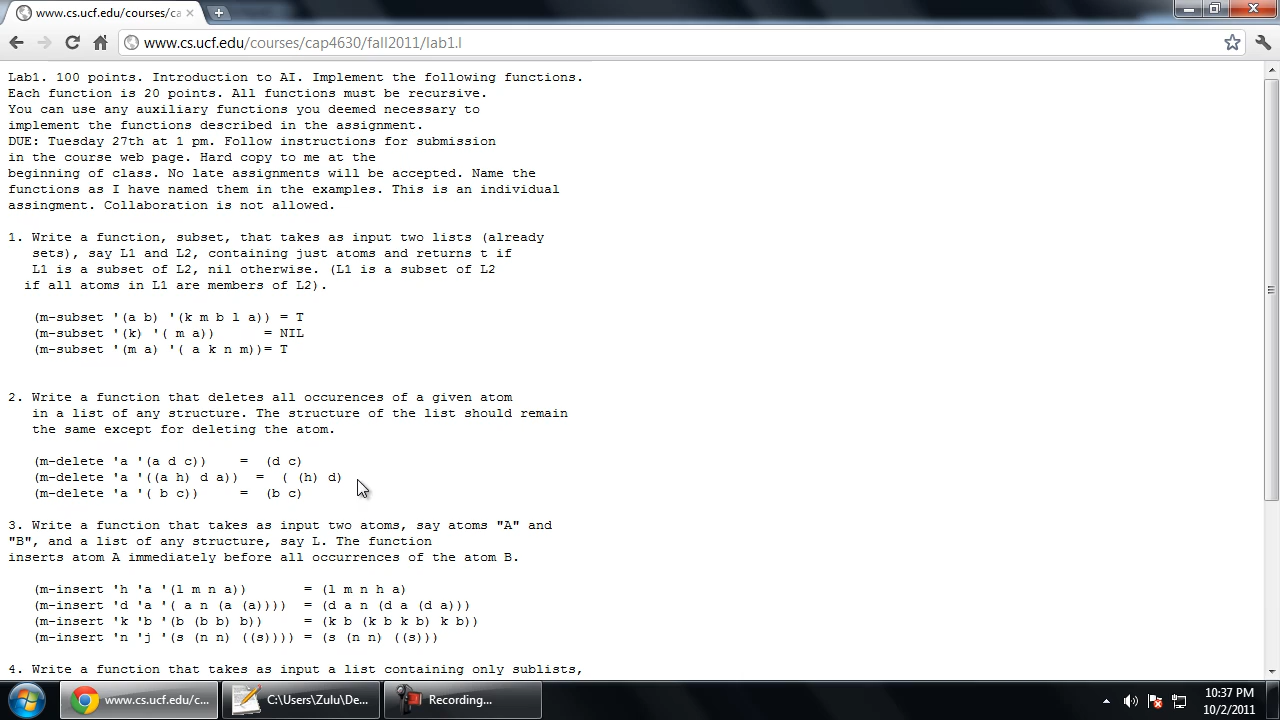 www.cs.ucf.edu/courses/ca
www.cs.ucf.edu/courses/cap4630/fall2011/lab1.l
Lab1. 100 points. Introduction to AI. Implement the following functions.
Each function is 20 points. All functions must be recursive.
You can use any auxiliary functions you deemed necessary to
implement the functions described in the assignment.
DUE: Tuesday 27th at 1 pm. Follow instructions for submission
in the course web page. Hard copy to me at the
beginning of class. No late assignments will be accepted. Name the
functions as I have named them in the examples. This is an individual
assingment. Collaboration is not allowed.
1. Write a function, subset, that takes as input two lists (already
sets), say L1 and L2, containing just atoms and returns t if
L1 is a subset of L2, nil otherwise. (L1 is a subset of L2
if all atoms in L1 are members of L2).
(m-subset '(a b) '(k m b l a)) = T
(m-subset '(k) '( m a)) = NIL
(m-subset '(m a) '( a k n m))= T
2. Write a function that deletes all occurences of a given atom
in a list of any structure. The structure of the list should remain
the same except for deleting the atom.
(m-delete 'a '(a d c)) = (d c)
(m-delete 'a '((a h) d a)) = ( (h) d)
(m-delete 'a '( b c)) = (b c)
3. Write a function that takes as input two atoms, say atoms "A" and
"B", and a list of any structure, say L. The function
inserts atom A immediately before all occurrences of the atom B.
(m-insert 'h 'a '(l m n a)) = (l m n h a)
(m-insert 'd 'a '( a n (a (a)))) = (d a n (d a (d a)))
(m-insert 'k 'b '(b (b b) b)) = (k b (k b k b) k b))
(m-insert 'n 'j '(s (n n) ((s)))) = (s (n n) ((s)))
4. Write a function that takes as input a list containing only sublists,
www.cs.ucf.edu/c...
C:\Users\Zulu\De...
Recording...
10:37 PM
10/2/2011